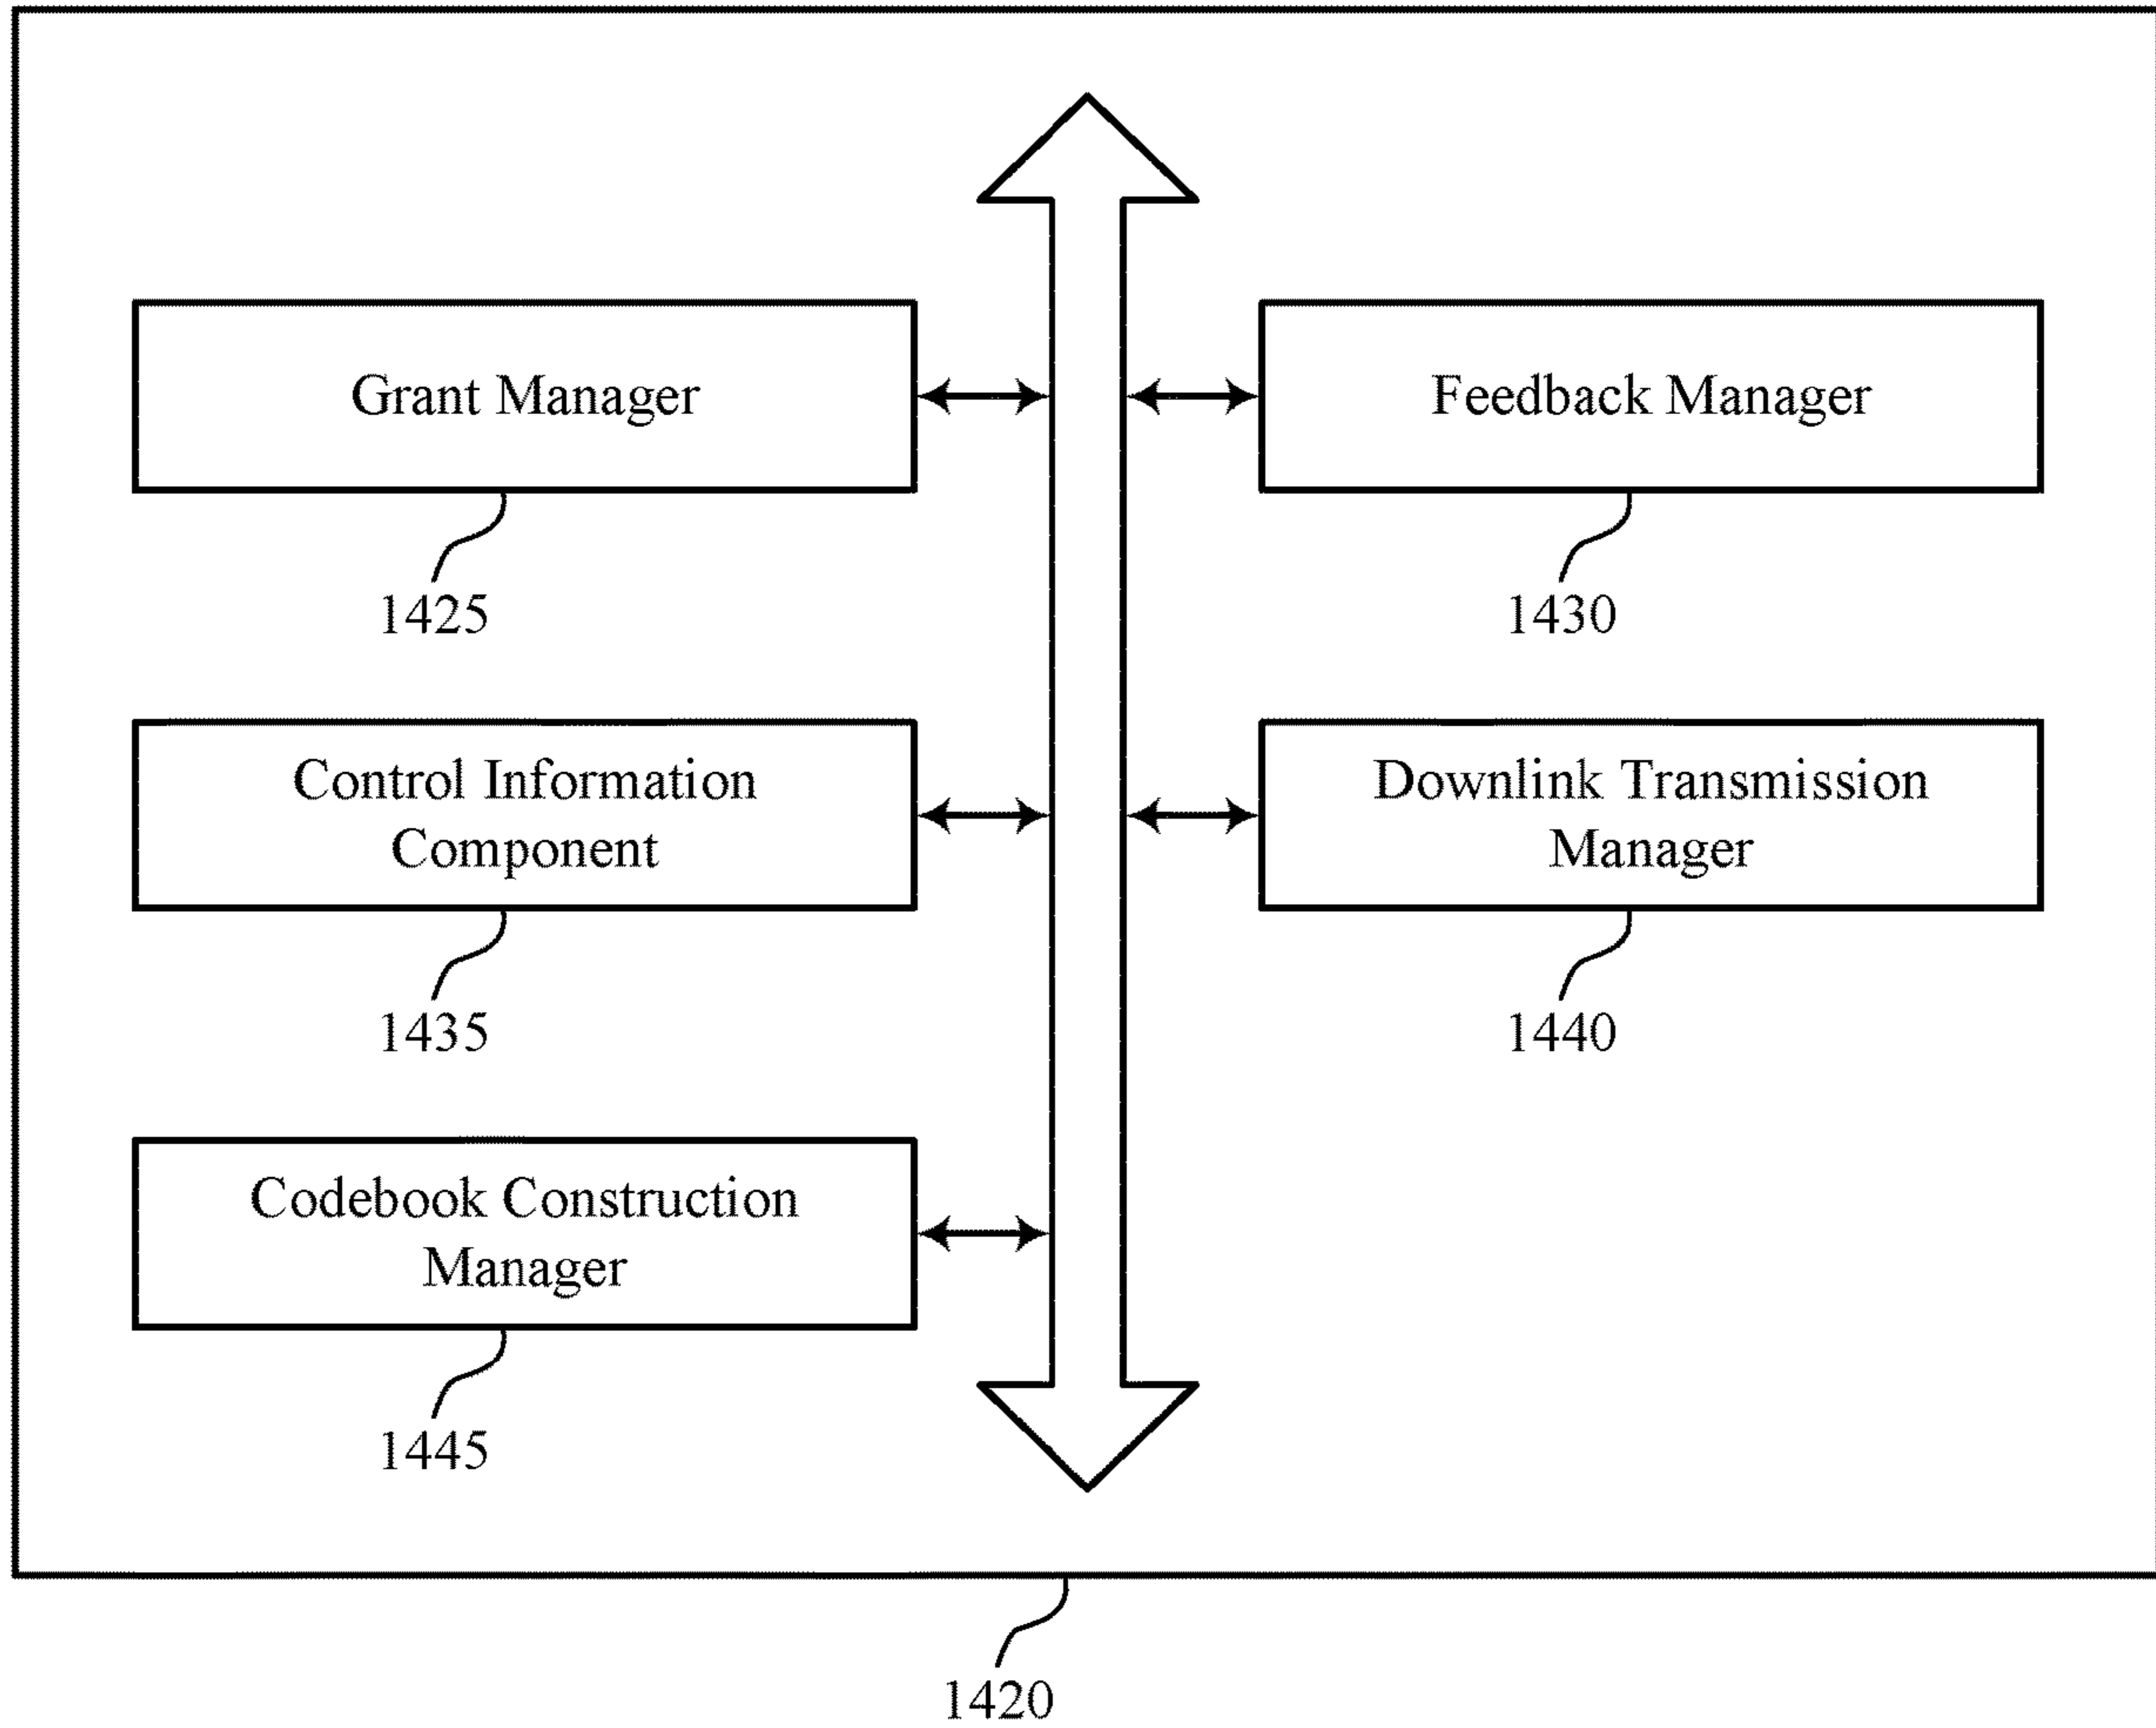 Grant Manager
1425
Feedback Manager
1430
Control Information
Component
1435
Downlink Transmission
Manager
1440
Codebook Construction
Manager
1445
1420